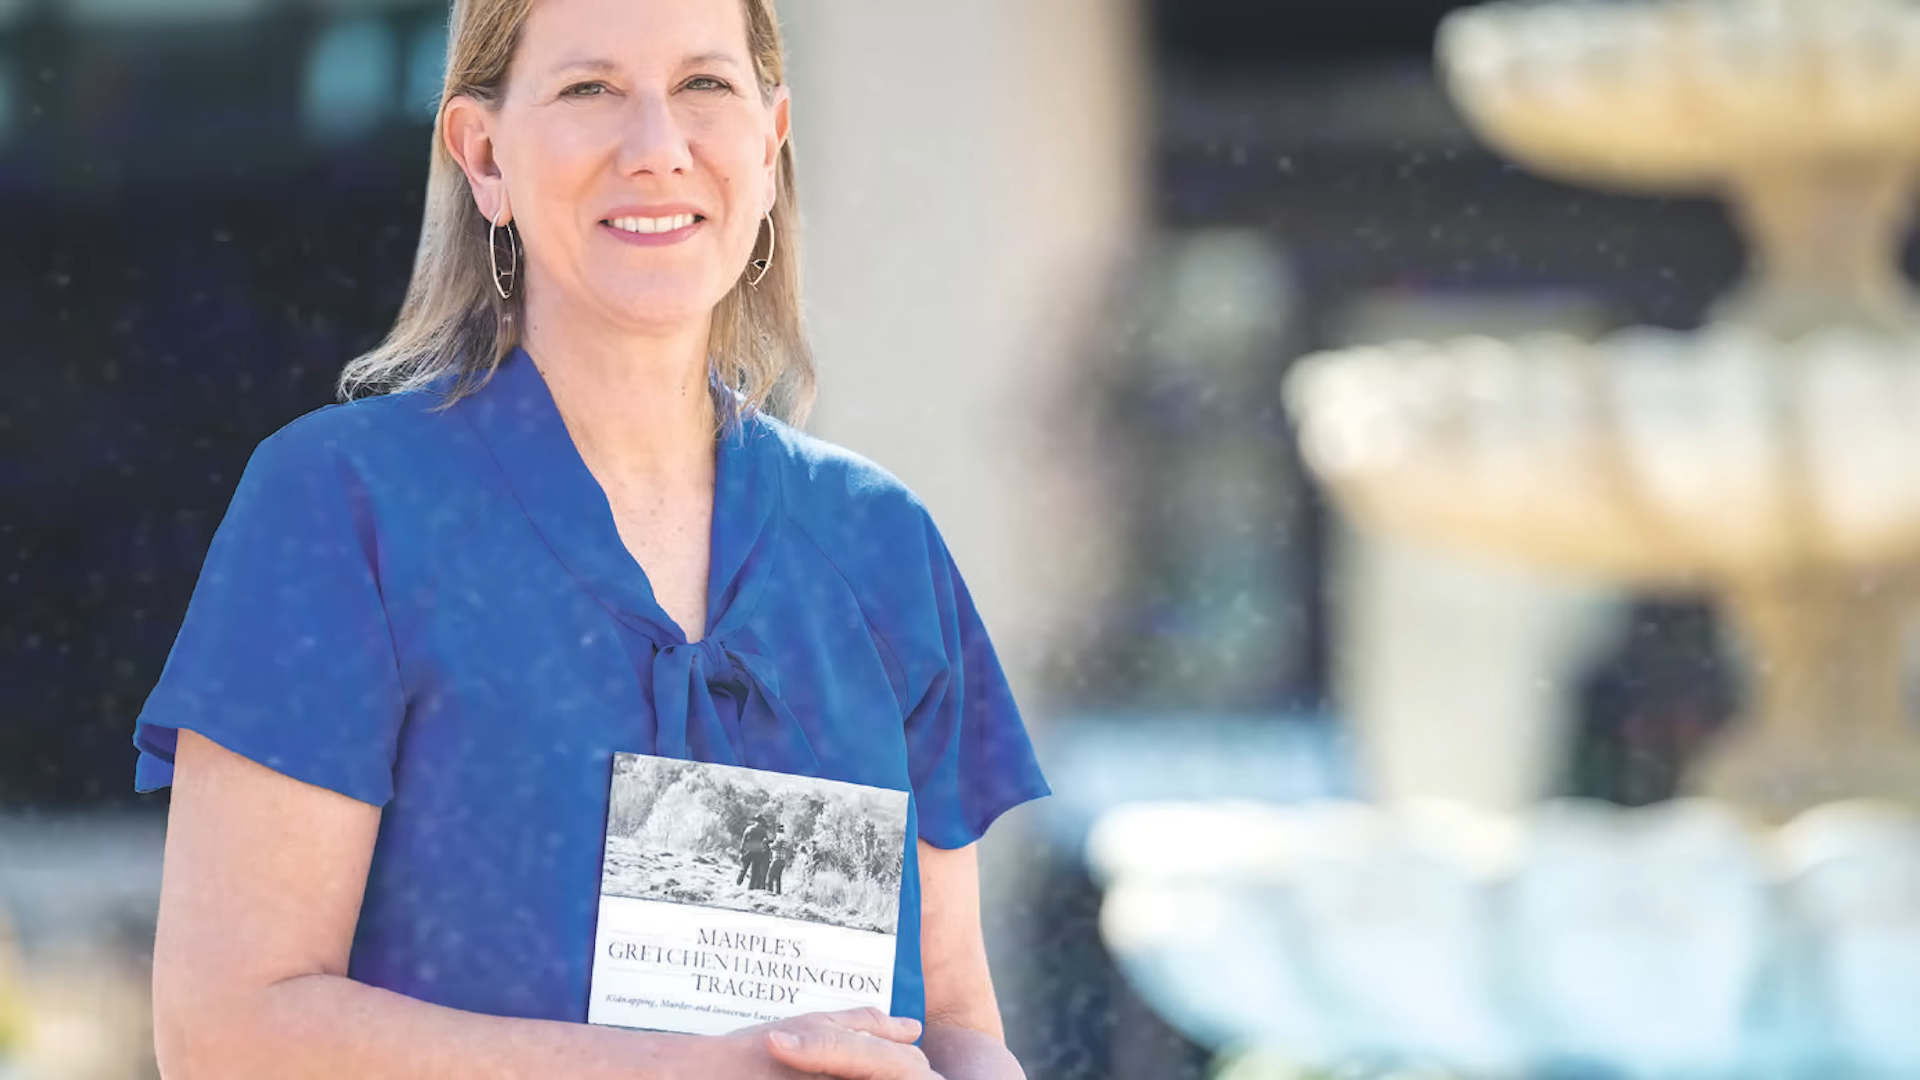 MARPLE'S
GRETCHEN HARRINGTON
TRAGEDY
Kidnapping, Murder and Innocence Lost